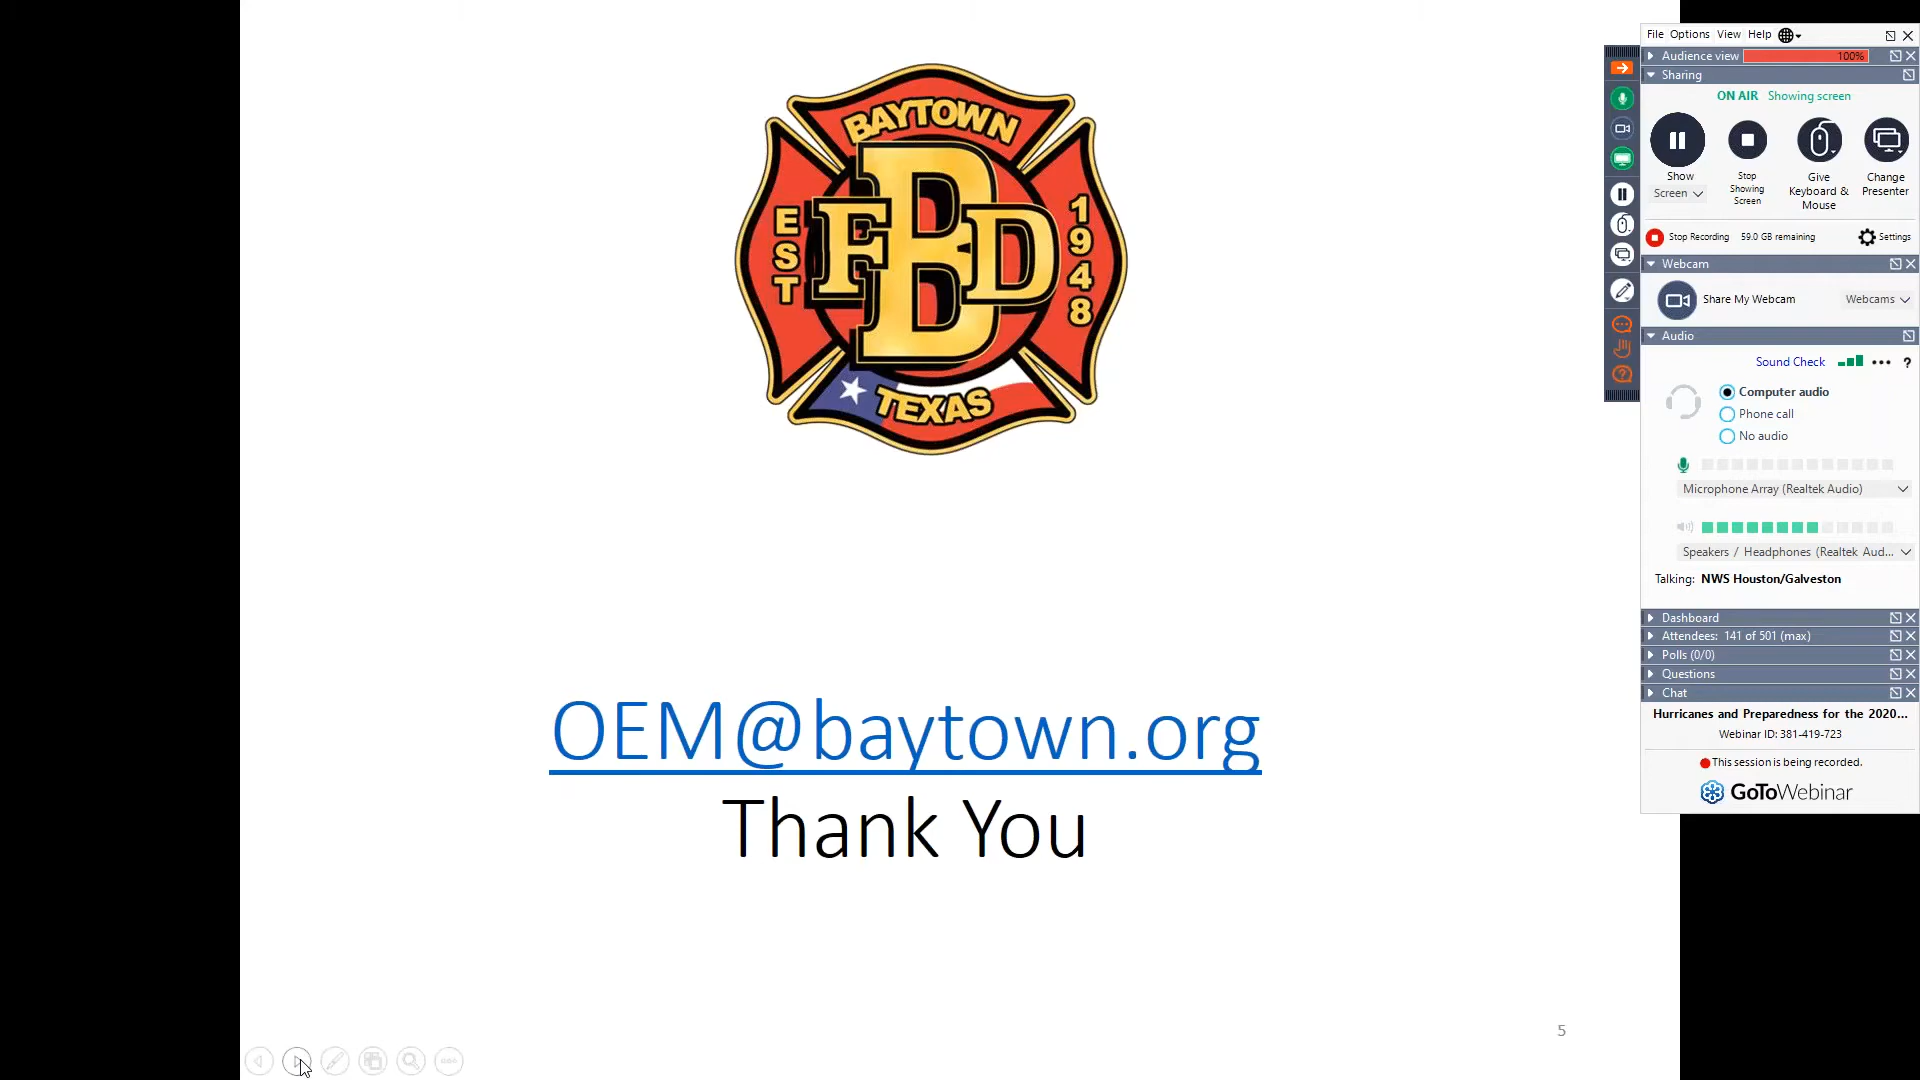 BAYTOWN
EST
FBD
1948
TEXAS
OEM@baytown.org
Thank You
5
File Options View Help
Audience view 100%
Sharing
ON AIR Showing screen
Show
Screen
Stop
Showing
Screen
Give
Keyboard &
Mouse
Change
Presenter
Stop Recording 59.0 GB remaining Settings
Webcam
Share My Webcam Webcams
Audio
Sound Check ?
Computer audio
Phone call
No audio
Microphone Array (Realtek Audio)
Speakers / Headphones (Realtek Aud...
Talking: NWS Houston/Galveston
Dashboard
Attendees: 141 of 501 (max)
Polls (0/0)
Questions
Chat
Hurricanes and Preparedness for the 2020...
Webinar ID: 381-419-723
This session is being recorded.
GoToWebinar